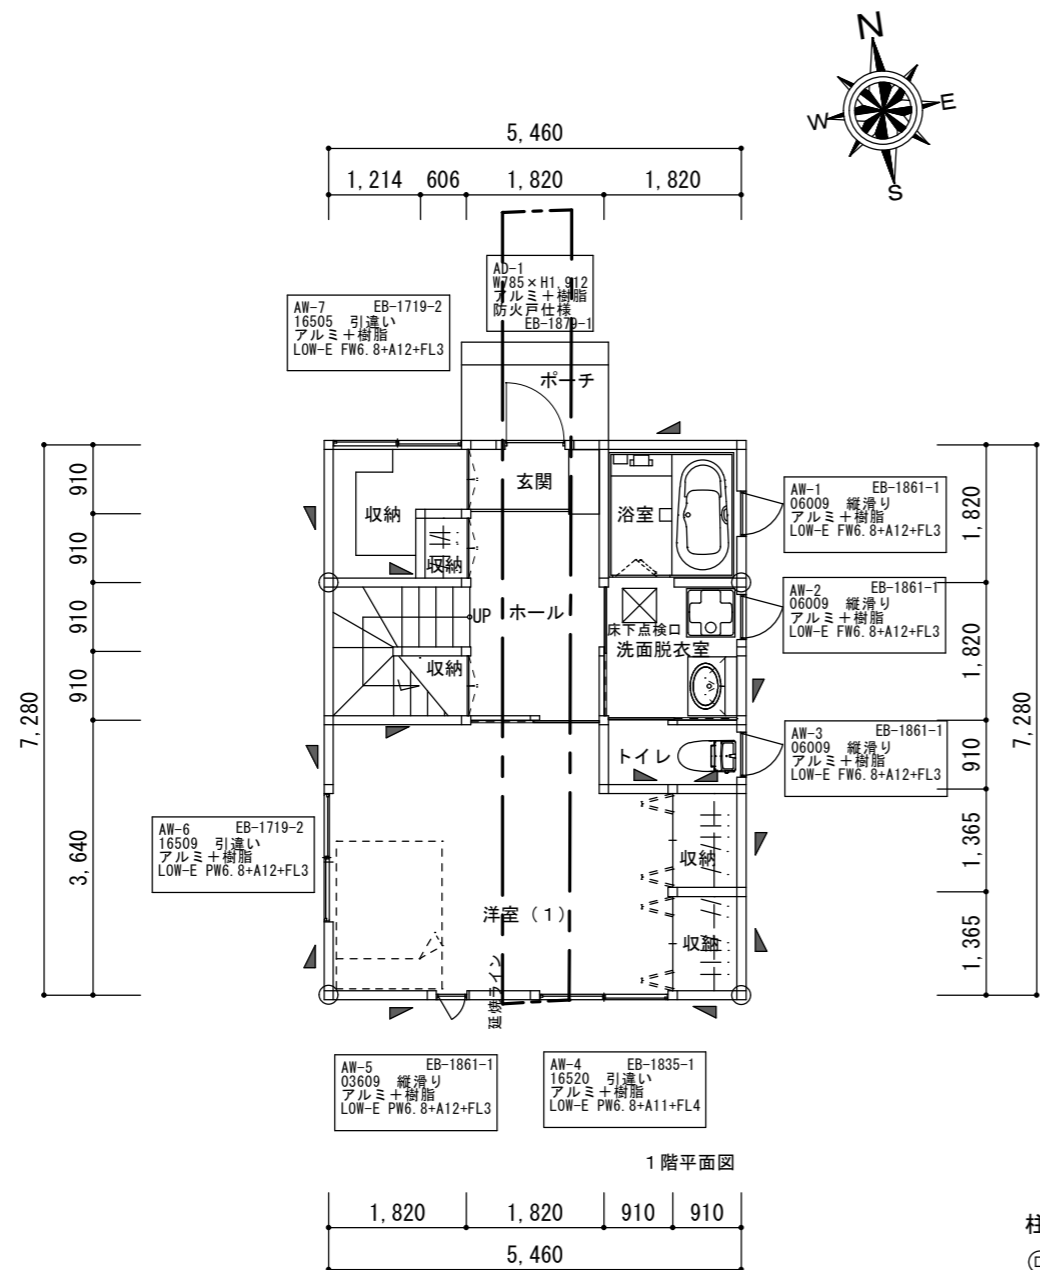 N
W
E
S
5,460
1,214 606 1,820 1,820
AD-1
W785×H1,912
アルミ＋樹脂
防火戸仕様
EB-1879-1
AW-7 EB-1719-2
16505 引違い
アルミ＋樹脂
LOW-E FW6.8+A12+FL3
ポーチ
玄関
浴室
収納
収納
ホール
UP
床下点検口
洗面脱衣室
収納
トイレ
収納
洋室（１）
収納
延焼ライン
AW-1 EB-1861-1
06009 縦滑り
アルミ＋樹脂
LOW-E FW6.8+A12+FL3
AW-2 EB-1861-1
06009 縦滑り
アルミ＋樹脂
LOW-E FW6.8+A12+FL3
AW-3 EB-1861-1
06009 縦滑り
アルミ＋樹脂
LOW-E FW6.8+A12+FL3
AW-6 EB-1719-2
16509 引違い
アルミ＋樹脂
LOW-E PW6.8+A12+FL3
AW-5 EB-1861-1
03609 縦滑り
アルミ＋樹脂
LOW-E PW6.8+A12+FL3
AW-4 EB-1835-1
16520 引違い
アルミ＋樹脂
LOW-E PW6.8+A11+FL4
7,280
910
910
910
910
3,640
1,820
1,820
910
1,365
1,365
7,280
１階平面図
1,820 1,820 910 910
5,460
柱